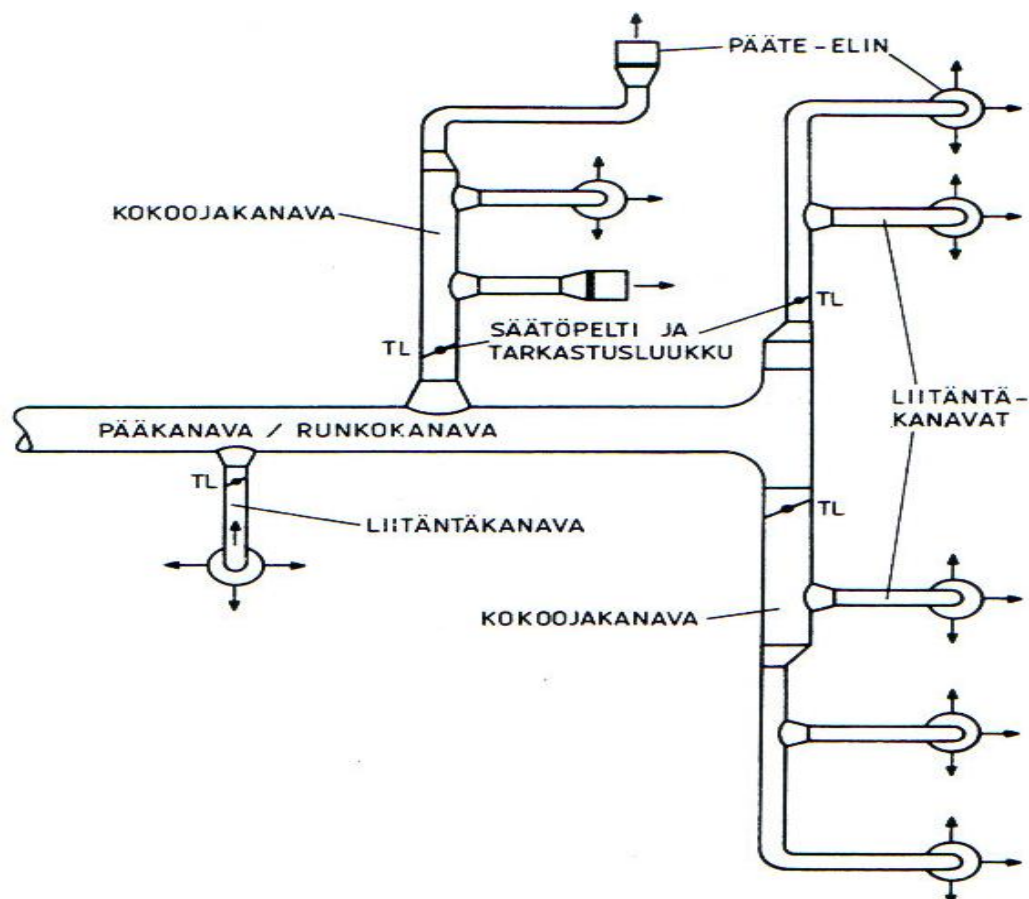 PÄÄTE-ELIN
KOKOOJAKANAVA
TL
SÄÄTÖPELTI JA
TARKASTUSLUUKKU
TL
LIITÄNTÄ-
KANAVAT
PÄÄKANAVA / RUNKOKANAVA
TL
LIITÄNTÄKANAVA
TL
KOKOOJAKANAVA